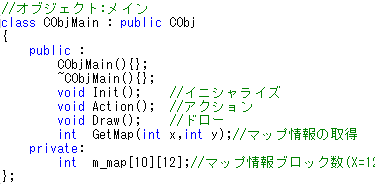 //オブジェクト:メイン
class CObjMain : public CObj
{
    public :
        CObjMain(){};
        ~CObjMain(){};
        void Init();    //イニシャライズ
        void Action();  //アクション
        void Draw();    //ドロー
        int  GetMap(int x,int y);//マップ情報の取得
    private:
        int  m_map[10][12];//マップ情報ブロック数(X=12
};